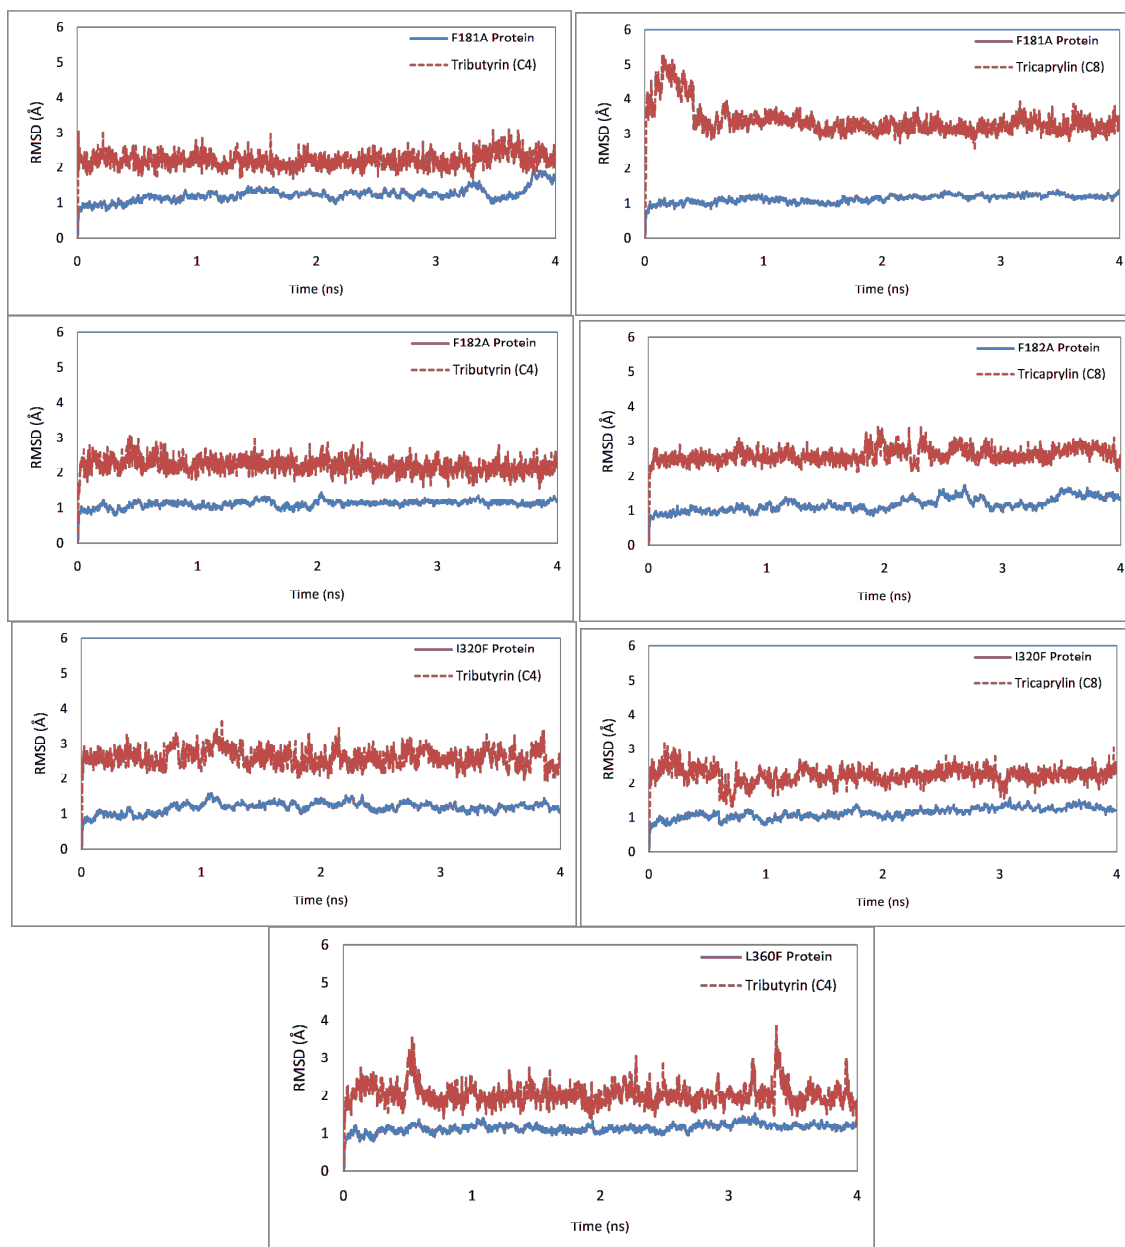 6
5
4
3
2
1
0
RMSD (Å)
F181A Protein
Tributyrin (C4)
0 1 2 3 4
Time (ns)
6
5
4
3
2
1
0
RMSD (Å)
F181A Protein
Tricaprylin (C8)
0 1 2 3 4
Time (ns)
6
5
4
3
2
1
0
RMSD (Å)
F182A Protein
Tributyrin (C4)
0 1 2 3 4
Time (ns)
6
5
4
3
2
1
0
RMSD (Å)
F182A Protein
Tricaprylin (C8)
0 1 2 3 4
Time (ns)
6
5
4
3
2
1
0
RMSD (Å)
I320F Protein
Tributyrin (C4)
0 1 2 3 4
Time (ns)
6
5
4
3
2
1
0
RMSD (Å)
I320F Protein
Tricaprylin (C8)
0 1 2 3 4
Time (ns)
6
5
4
3
2
1
0
RMSD (Å)
L360F Protein
Tributyrin (C4)
0 1 2 3 4
Time (ns)